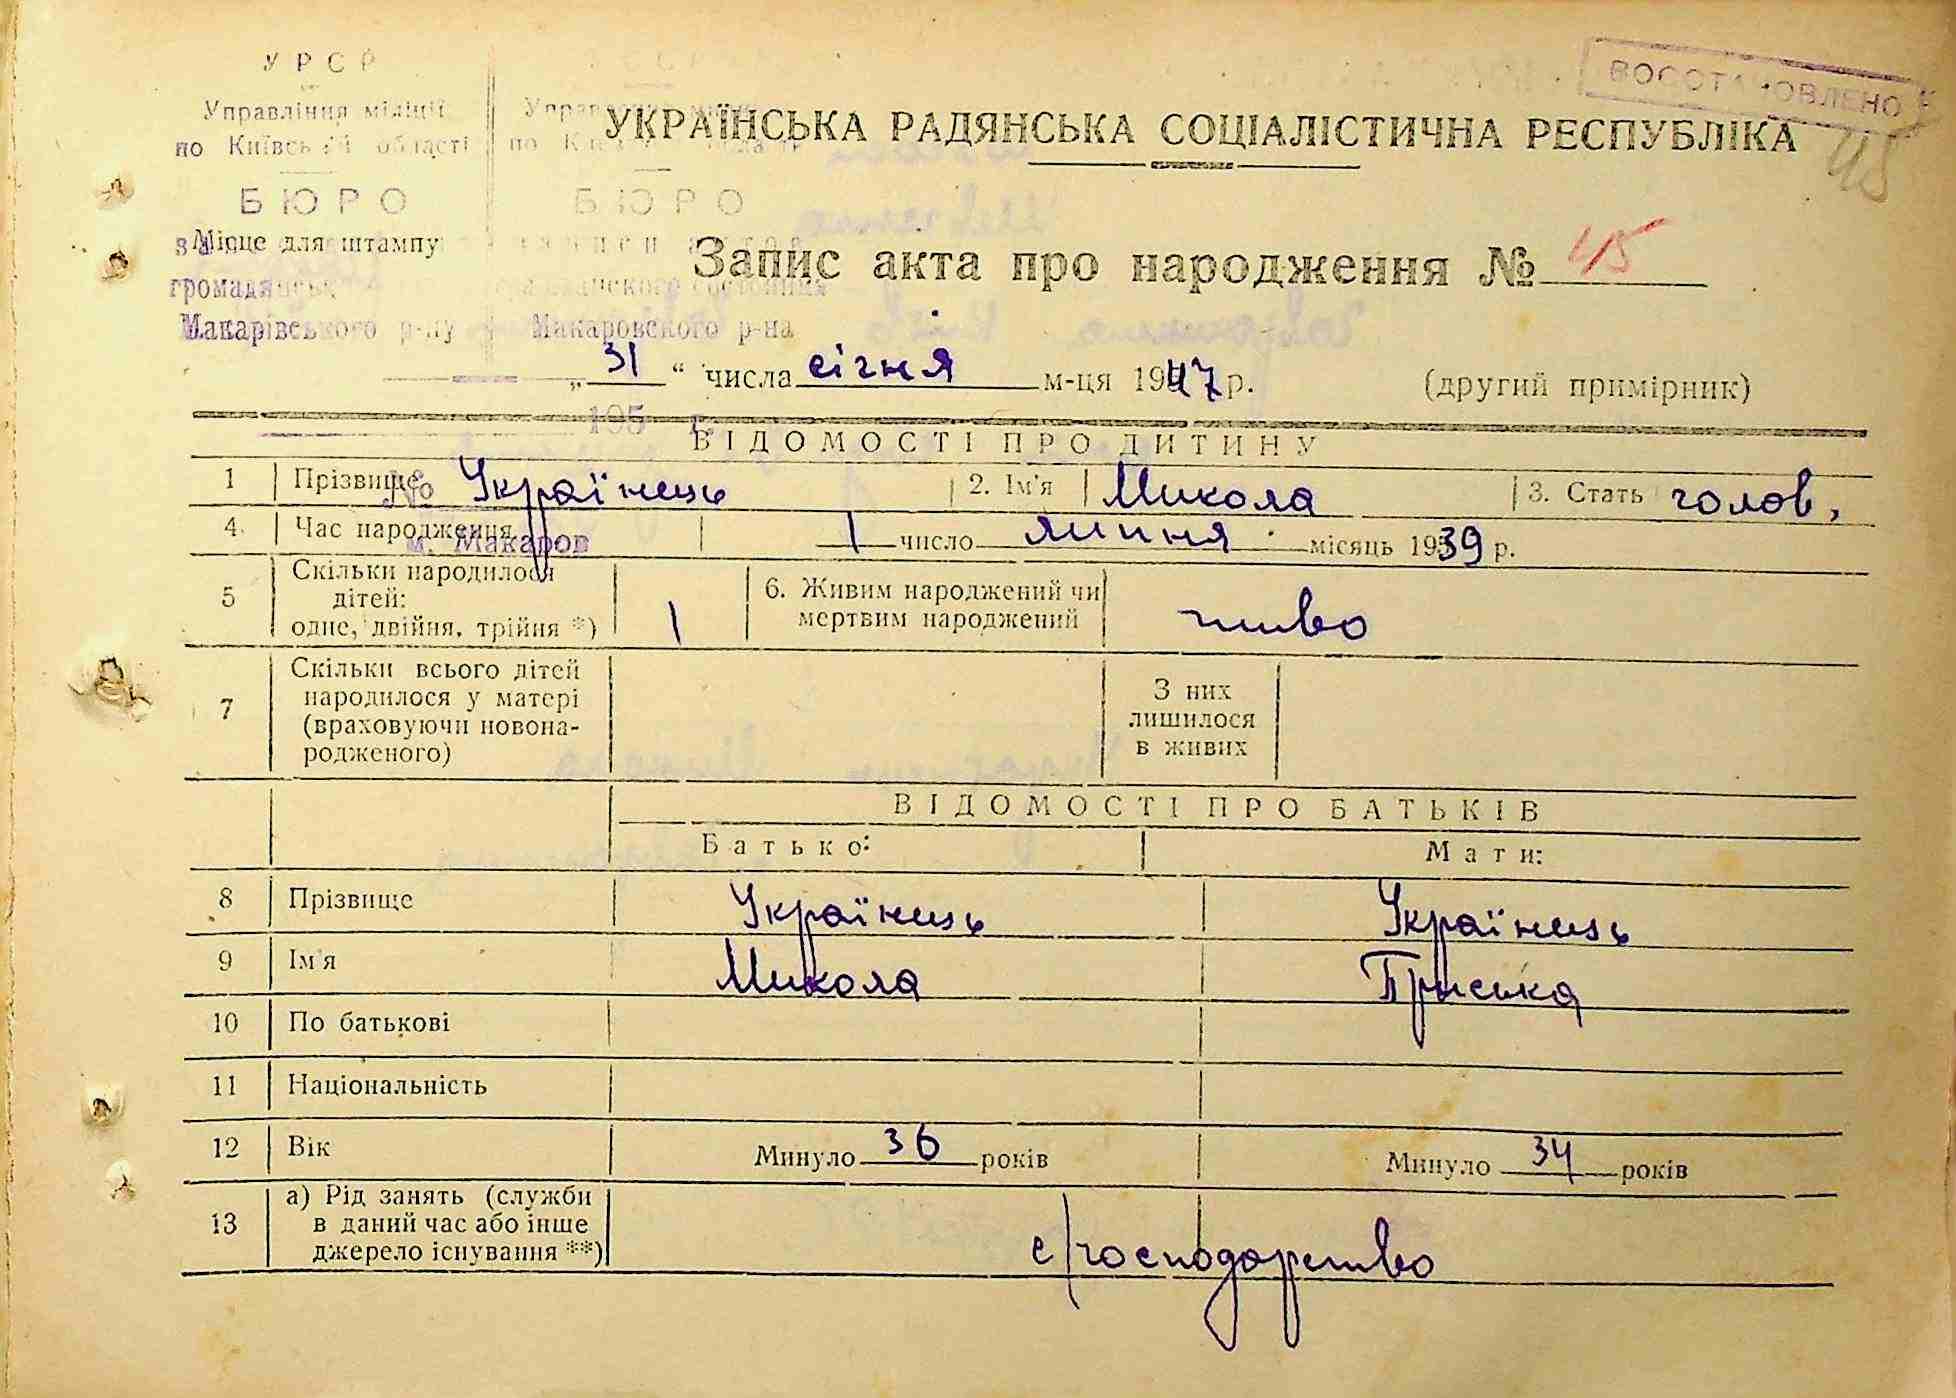 УРСР
Управління міліції
по Київській області
БЮРО
Місце для штампу
громадянськ
Макарівського р-ну
Макаровского р-на
195
№
м. Макаров
ВОССТАНОВЛЕНО
УКРАЇНСЬКА РАДЯНСЬКА СОЦІАЛІСТИЧНА РЕСПУБЛІКА
45
Запис акта про народження № 45
„31“ числа січня м-ця 1947 р. (другий примірник)
ВІДОМОСТІ ПРО ДИТИНУ
1 Прізвище Українець 2. Ім'я Микола 3. Стать голов,
4. Час народження 1 число липня місяць 1939 р.
5 Скільки народилося дітей: одне, двійня, трійня *) 1 6. Живим народжений чи мертвим народжений живо
7 Скільки всього дітей народилося у матері (враховуючи новонародженого) З них лишилося в живих
ВІДОМОСТІ ПРО БАТЬКІВ
Батько: Мати:
8 Прізвище Українець Українець
9 Ім'я Микола Приська
10 По батькові
11 Національність
12 Вік Минуло 36 років Минуло 34 років
13 а) Рід занять (служби в даний час або інше джерело існування **) с/господарство